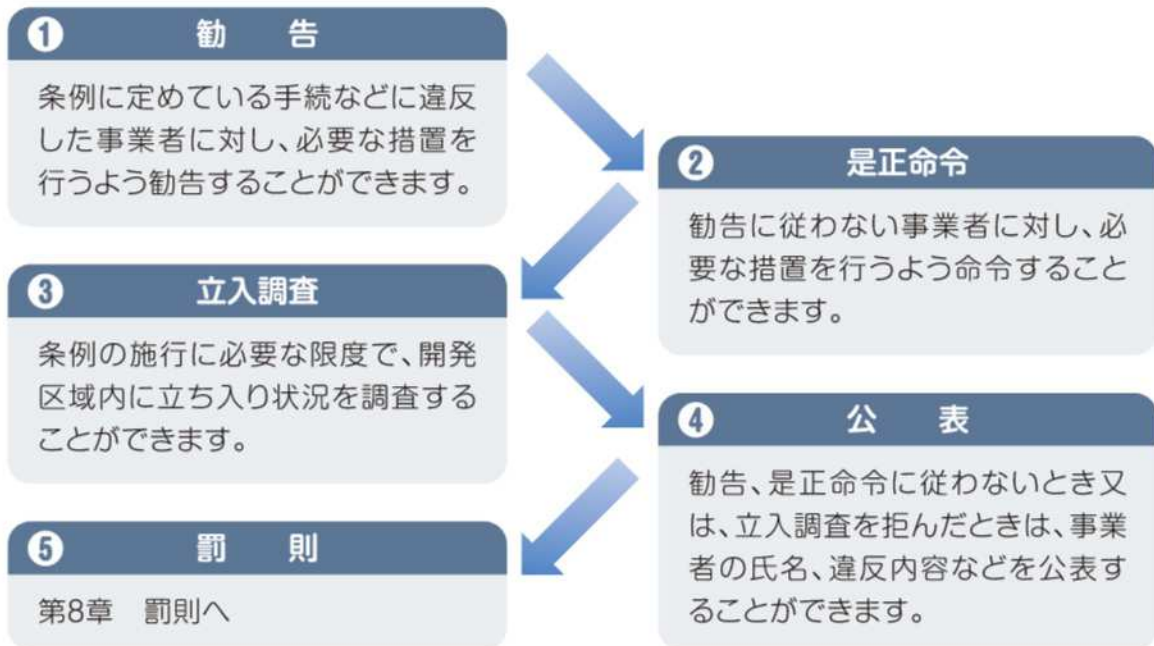 ❶ 勧　告
条例に定めている手続などに違反
した事業者に対し、必要な措置を
行うよう勧告することができます。
❷ 是正命令
勧告に従わない事業者に対し、必
要な措置を行うよう命令すること
ができます。
❸ 立入調査
条例の施行に必要な限度で、開発
区域内に立ち入り状況を調査する
ことができます。
❹ 公　表
勧告、是正命令に従わないとき又
は、立入調査を拒んだときは、事業
者の氏名、違反内容などを公表す
ることができます。
❺ 罰　則
第8章　罰則へ